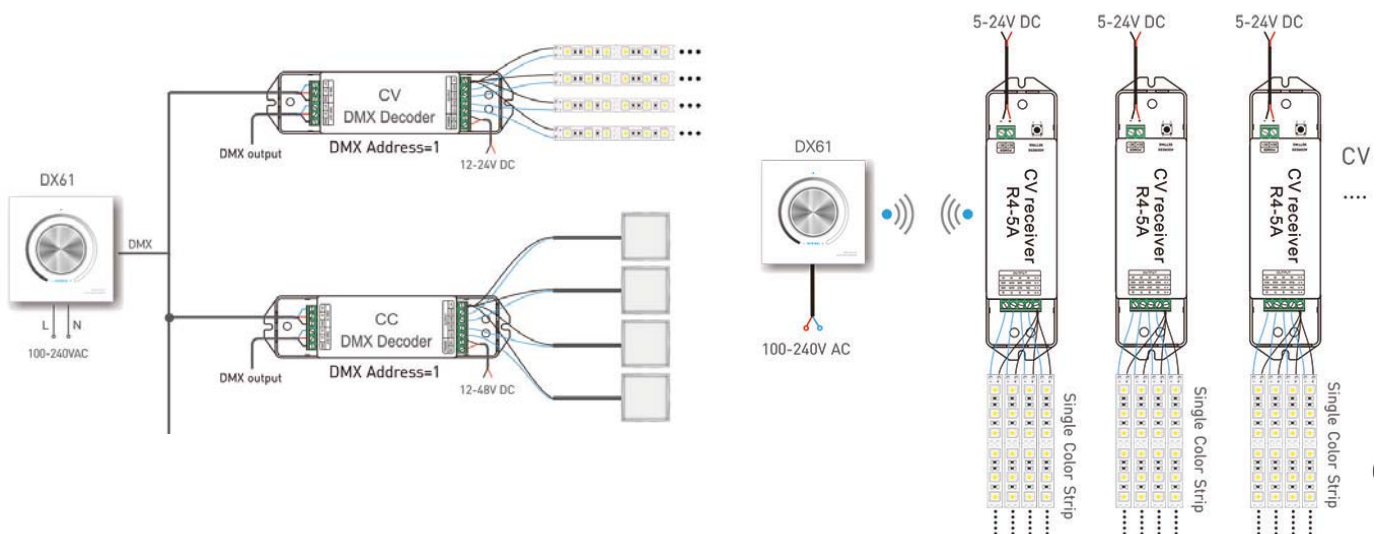 DX61
DMX
L
N
100-240VAC
CV
DMX Decoder
DMX output
DMX Address=1
12-24V DC
CC
DMX Decoder
DMX output
DMX Address=1
12-48V DC
DX61
100-240V AC
5-24V DC
5-24V DC
5-24V DC
CV receiver
R4-5A
OUTPUT
CV receiver
R4-5A
OUTPUT
CV receiver
R4-5A
OUTPUT
Single Color Strip
Single Color Strip
Single Color Strip
CV
....